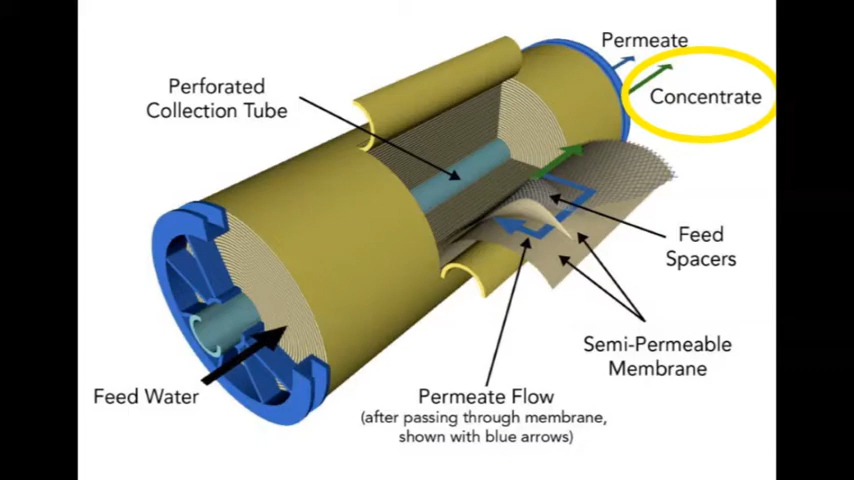 Permeate
Concentrate
Perforated
Collection Tube
Feed
Spacers
Semi-Permeable
Membrane
Feed Water
Permeate Flow
(after passing through membrane,
shown with blue arrows)